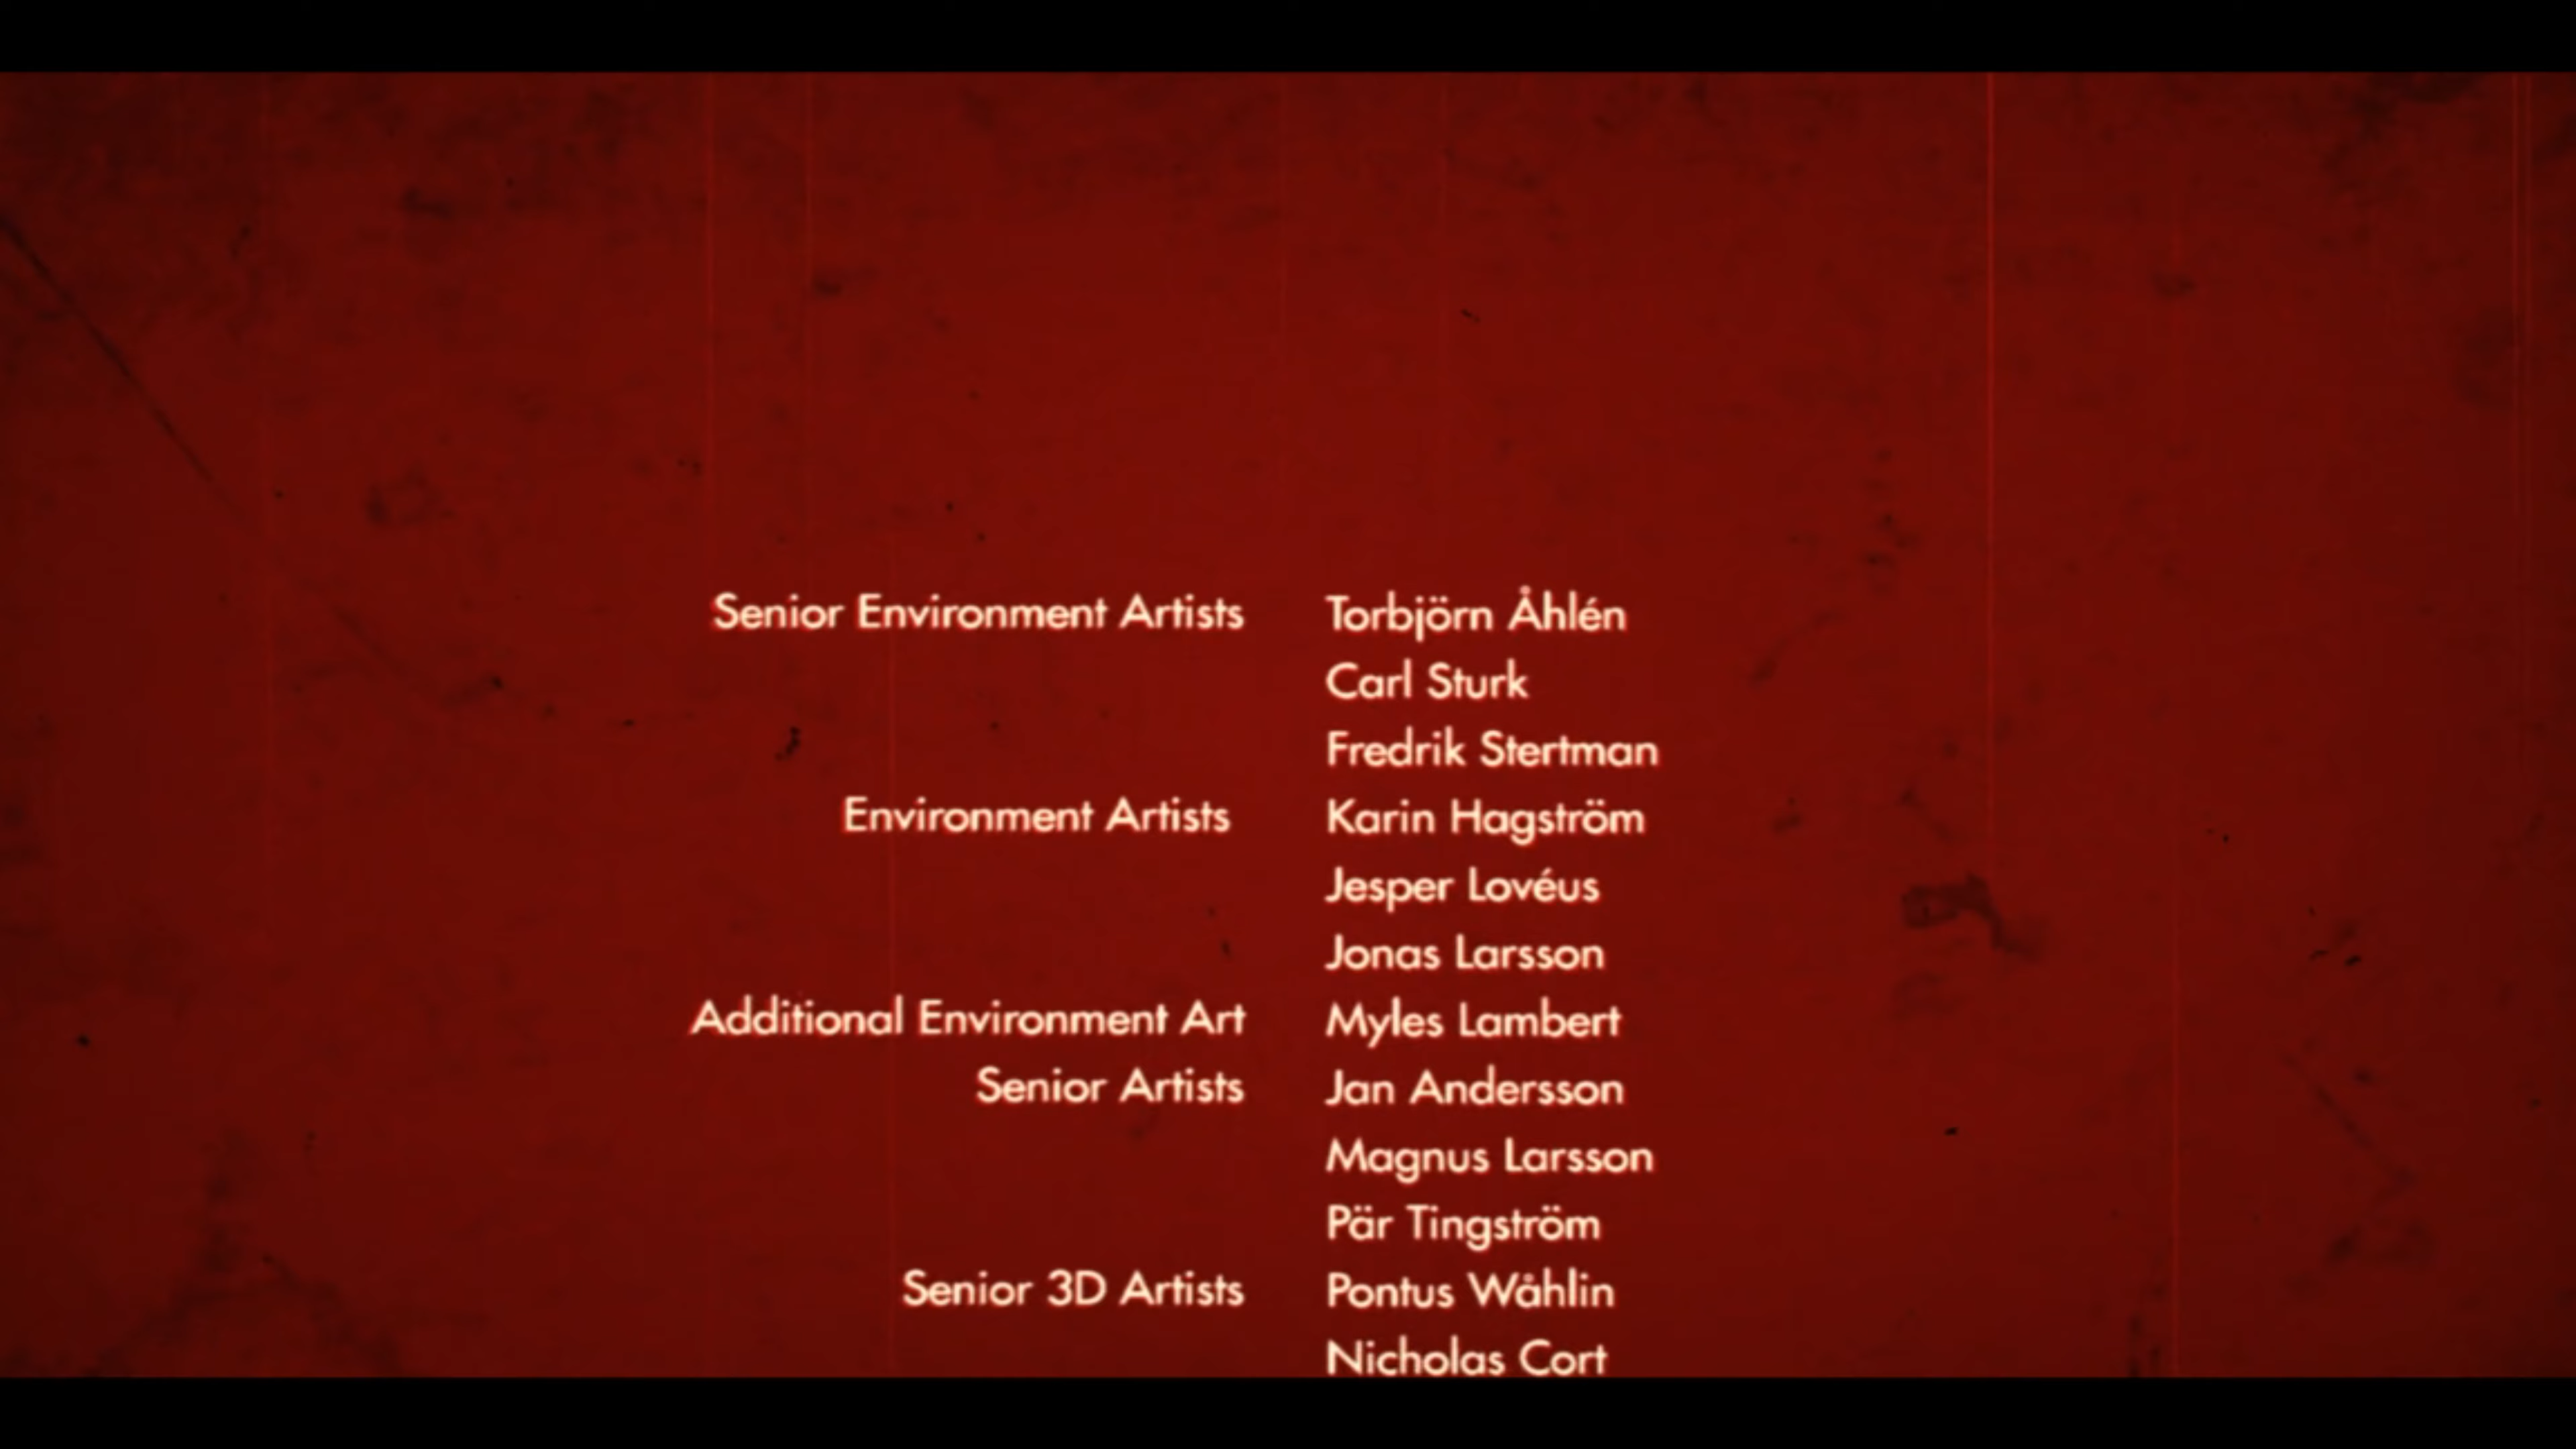 Senior Environment Artists Torbjörn Åhlén
Carl Sturk
Fredrik Stertman
Environment Artists Karin Hagström
Jesper Lovéus
Jonas Larsson
Additional Environment Art Myles Lambert
Senior Artists Jan Andersson
Magnus Larsson
Pär Tingström
Senior 3D Artists Pontus Wåhlin
Nicholas Cort